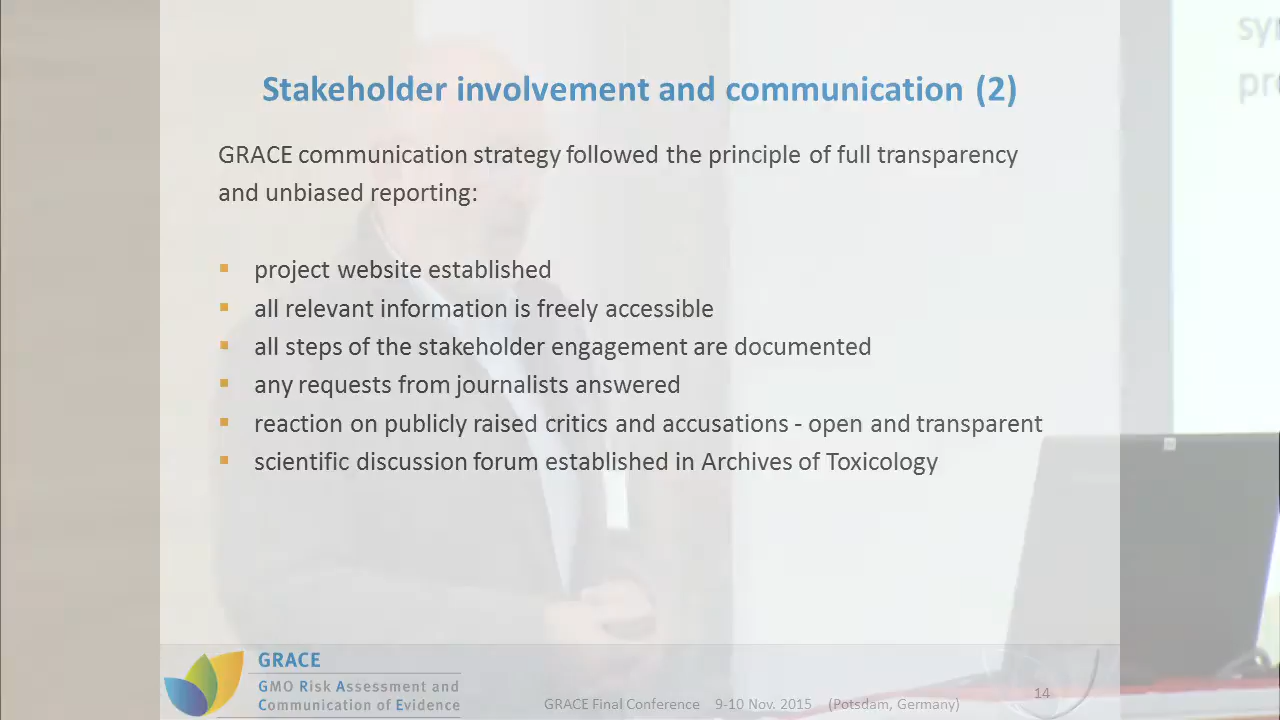 Stakeholder involvement and communication (2)
GRACE communication strategy followed the principle of full transparency
and unbiased reporting:
▪ project website established
▪ all relevant information is freely accessible
▪ all steps of the stakeholder engagement are documented
▪ any requests from journalists answered
▪ reaction on publicly raised critics and accusations - open and transparent
▪ scientific discussion forum established in Archives of Toxicology
GRACE
GMO Risk Assessment and
Communication of Evidence
GRACE Final Conference 9-10 Nov. 2015 (Potsdam, Germany)
14